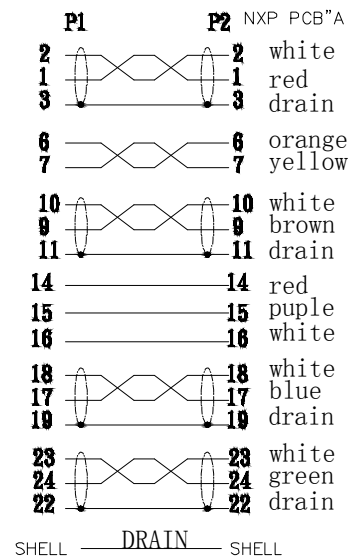 P1 P2 NXP PCB"A
2 2 white
1 1 red
3 3 drain
6 6 orange
7 7 yellow
10 10 white
9 9 brown
11 11 drain
14 14 red
15 15 puple
16 16 white
18 18 white
17 17 blue
19 19 drain
23 23 white
24 24 green
22 22 drain
SHELL DRAIN SHELL